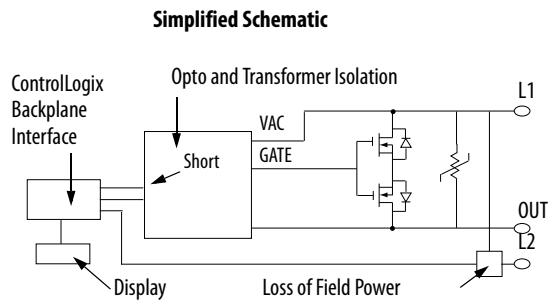 Simplified Schematic
ControlLogix
Backplane
Interface
Opto and Transformer Isolation
L1
VAC
GATE
Short
OUT
L2
Display
Loss of Field Power